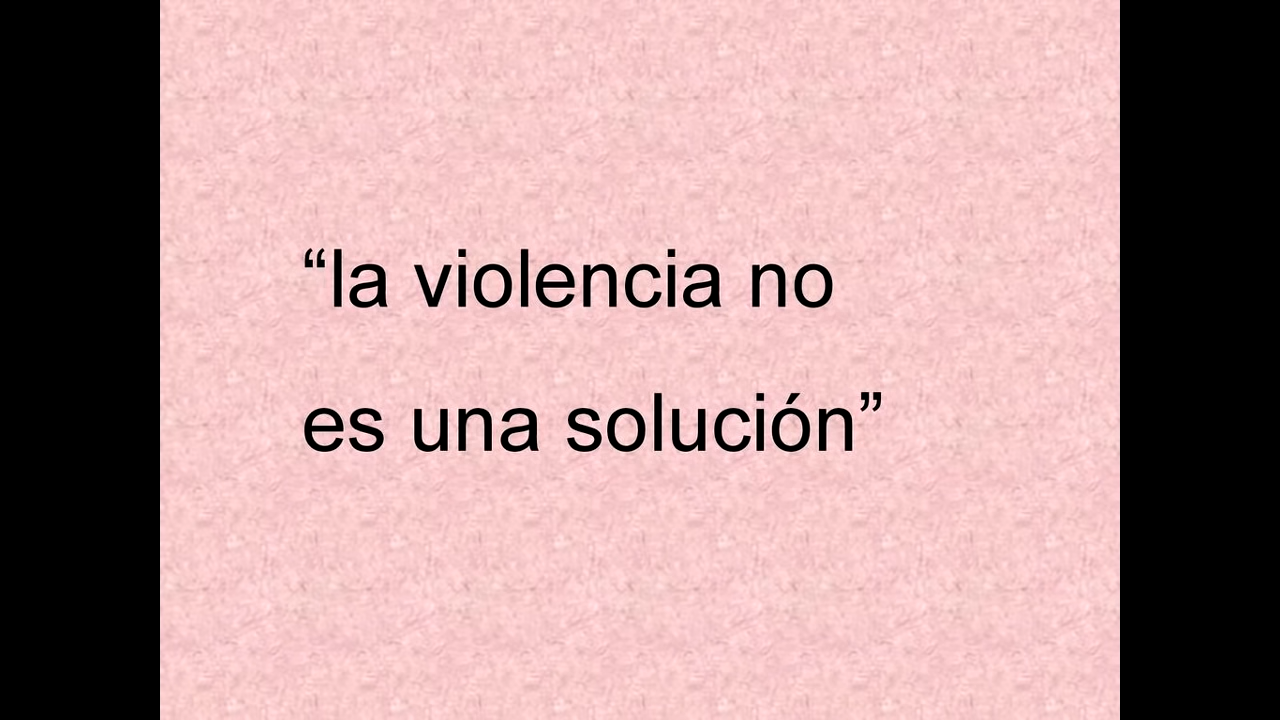 “la violencia no
es una solución”